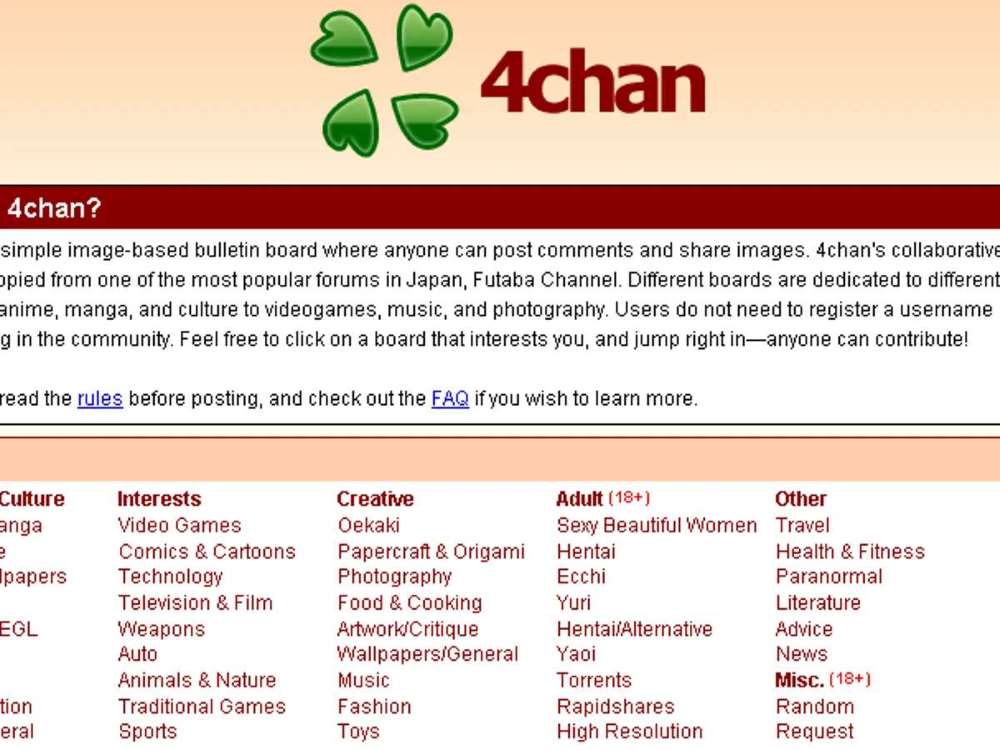 4chan
4chan?
simple image-based bulletin board where anyone can post comments and share images. 4chan's collaborative
opied from one of the most popular forums in Japan, Futaba Channel. Different boards are dedicated to different
anime, manga, and culture to videogames, music, and photography. Users do not need to register a username
g in the community. Feel free to click on a board that interests you, and jump right in—anyone can contribute!
read the rules before posting, and check out the FAQ if you wish to learn more.
Culture Interests Creative Adult (18+) Other
anga Video Games Oekaki Sexy Beautiful Women Travel
e Comics & Cartoons Papercraft & Origami Hentai Health & Fitness
lpapers Technology Photography Ecchi Paranormal
Television & Film Food & Cooking Yuri Literature
EGL Weapons Artwork/Critique Hentai/Alternative Advice
Auto Wallpapers/General Yaoi News
Animals & Nature Music Torrents Misc. (18+)
tion Traditional Games Fashion Rapidshares Random
eral Sports Toys High Resolution Request